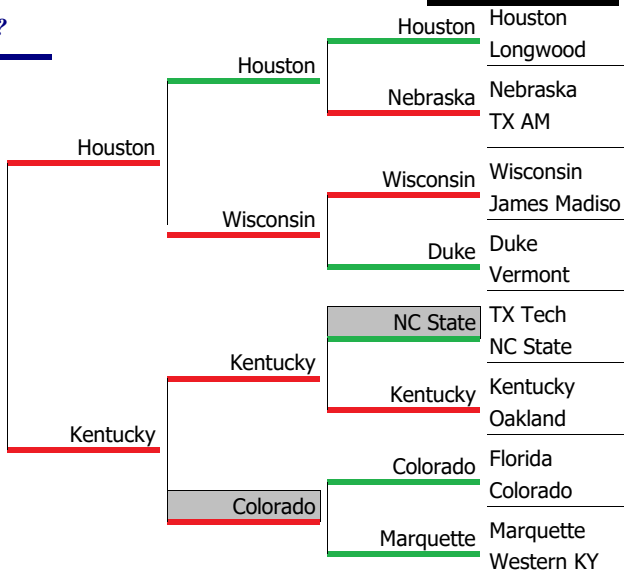 ?
Houston
Longwood
Nebraska
TX AM
Wisconsin
James Madiso
Duke
Vermont
TX Tech
NC State
Kentucky
Oakland
Florida
Colorado
Marquette
Western KY
Houston
Nebraska
Wisconsin
Duke
NC State
Kentucky
Colorado
Marquette
Houston
Wisconsin
Kentucky
Colorado
Houston
Kentucky